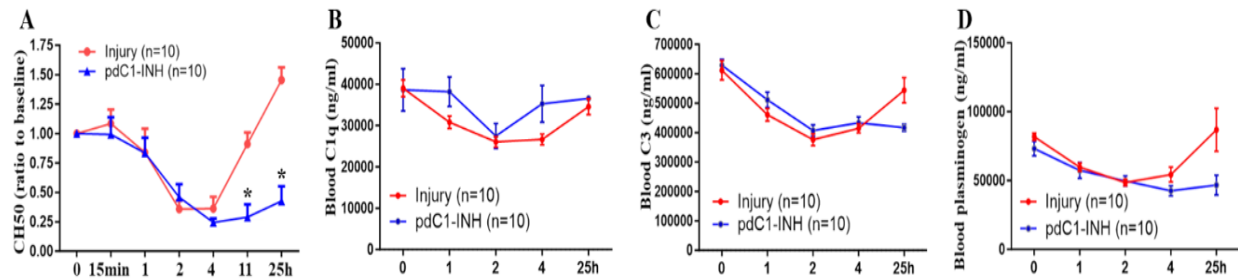 A
CH50 (ratio to baseline)
1.75
1.50
1.25
1.00
0.75
0.50
0.25
0.00
Injury (n=10)
pdC1-INH (n=10)
*
*
0 15min 1 2 4 11 25h
B
Blood C1q (ng/ml)
50000
40000
30000
20000
10000
0
Injury (n=10)
pdC1-INH (n=10)
0 1 2 4 25h
C
Blood C3 (ng/ml)
700000
600000
500000
400000
300000
200000
100000
0
Injury (n=10)
pdC1-INH (n=10)
0 1 2 4 25h
D
Blood plasminogen (ng/ml)
150000
100000
50000
0
Injury (n=10)
pdC1-INH (n=10)
0 1 2 4 25h